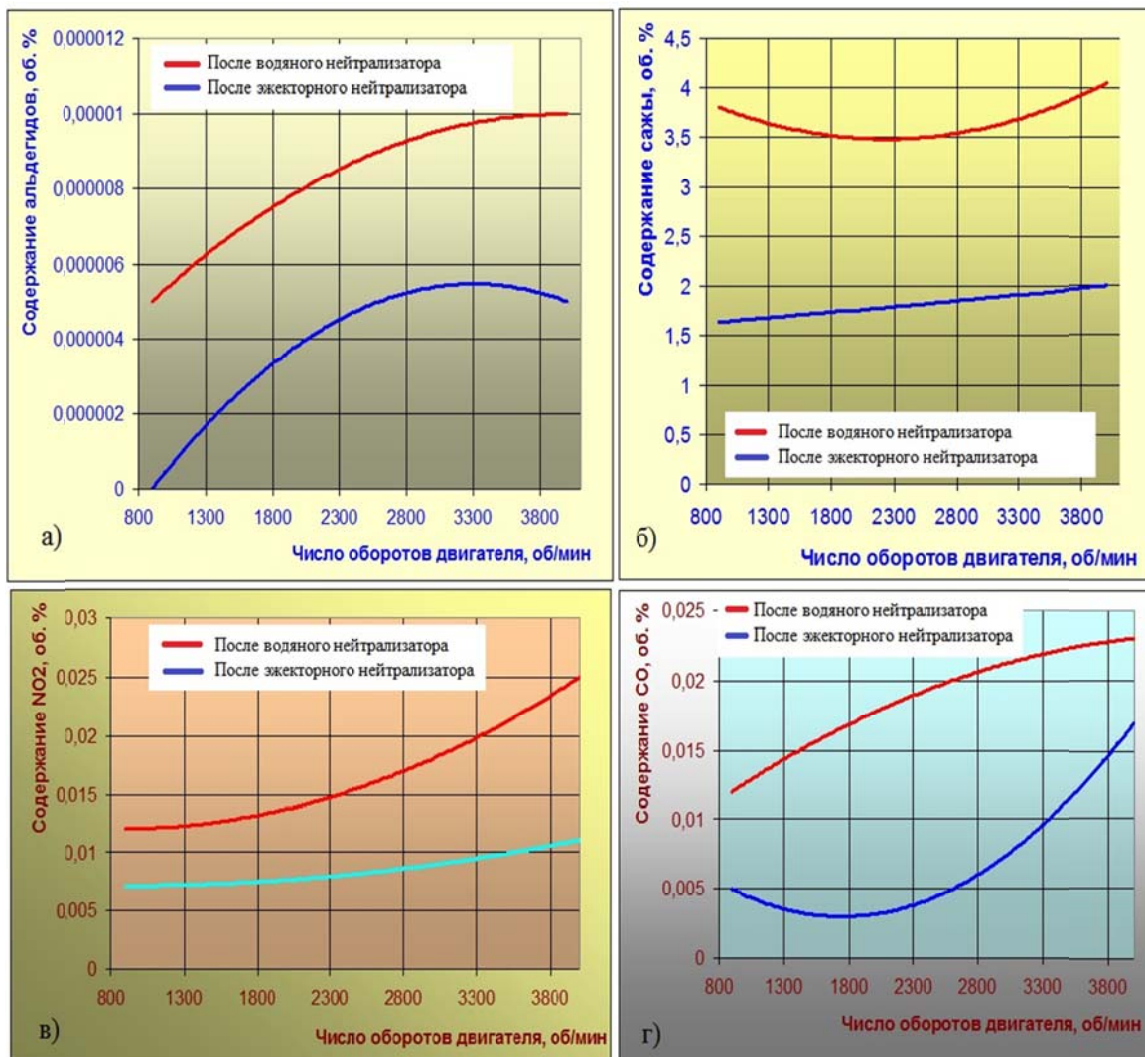 Содержание альдегидов, об. %
0,000012
0,00001
0,000008
0,000006
0,000004
0,000002
0
После водяного нейтрализатора
После эжекторного нейтрализатора
800 1300 1800 2300 2800 3300 3800
а)
Число оборотов двигателя, об/мин
Содержание сажы, об. %
4,5
4
3,5
3
2,5
2
1,5
1
0,5
0
После водяного нейтрализатора
После эжекторного нейтрализатора
800 1300 1800 2300 2800 3300 3800
б)
Число оборотов двигателя, об/мин
Содержание NO2, об. %
0,03
0,025
0,02
0,015
0,01
0,005
0
После водяного нейтрализатора
После эжекторного нейтрализатора
800 1300 1800 2300 2800 3300 3800
в)
Число оборотов двигателя, об/мин
Содержание СО, об. %
0,025
0,02
0,015
0,01
0,005
0
После водяного нейтрализатора
После эжекторного нейтрализатора
800 1300 1800 2300 2800 3300 3800
г)
Число оборотов двигателя, об/мин